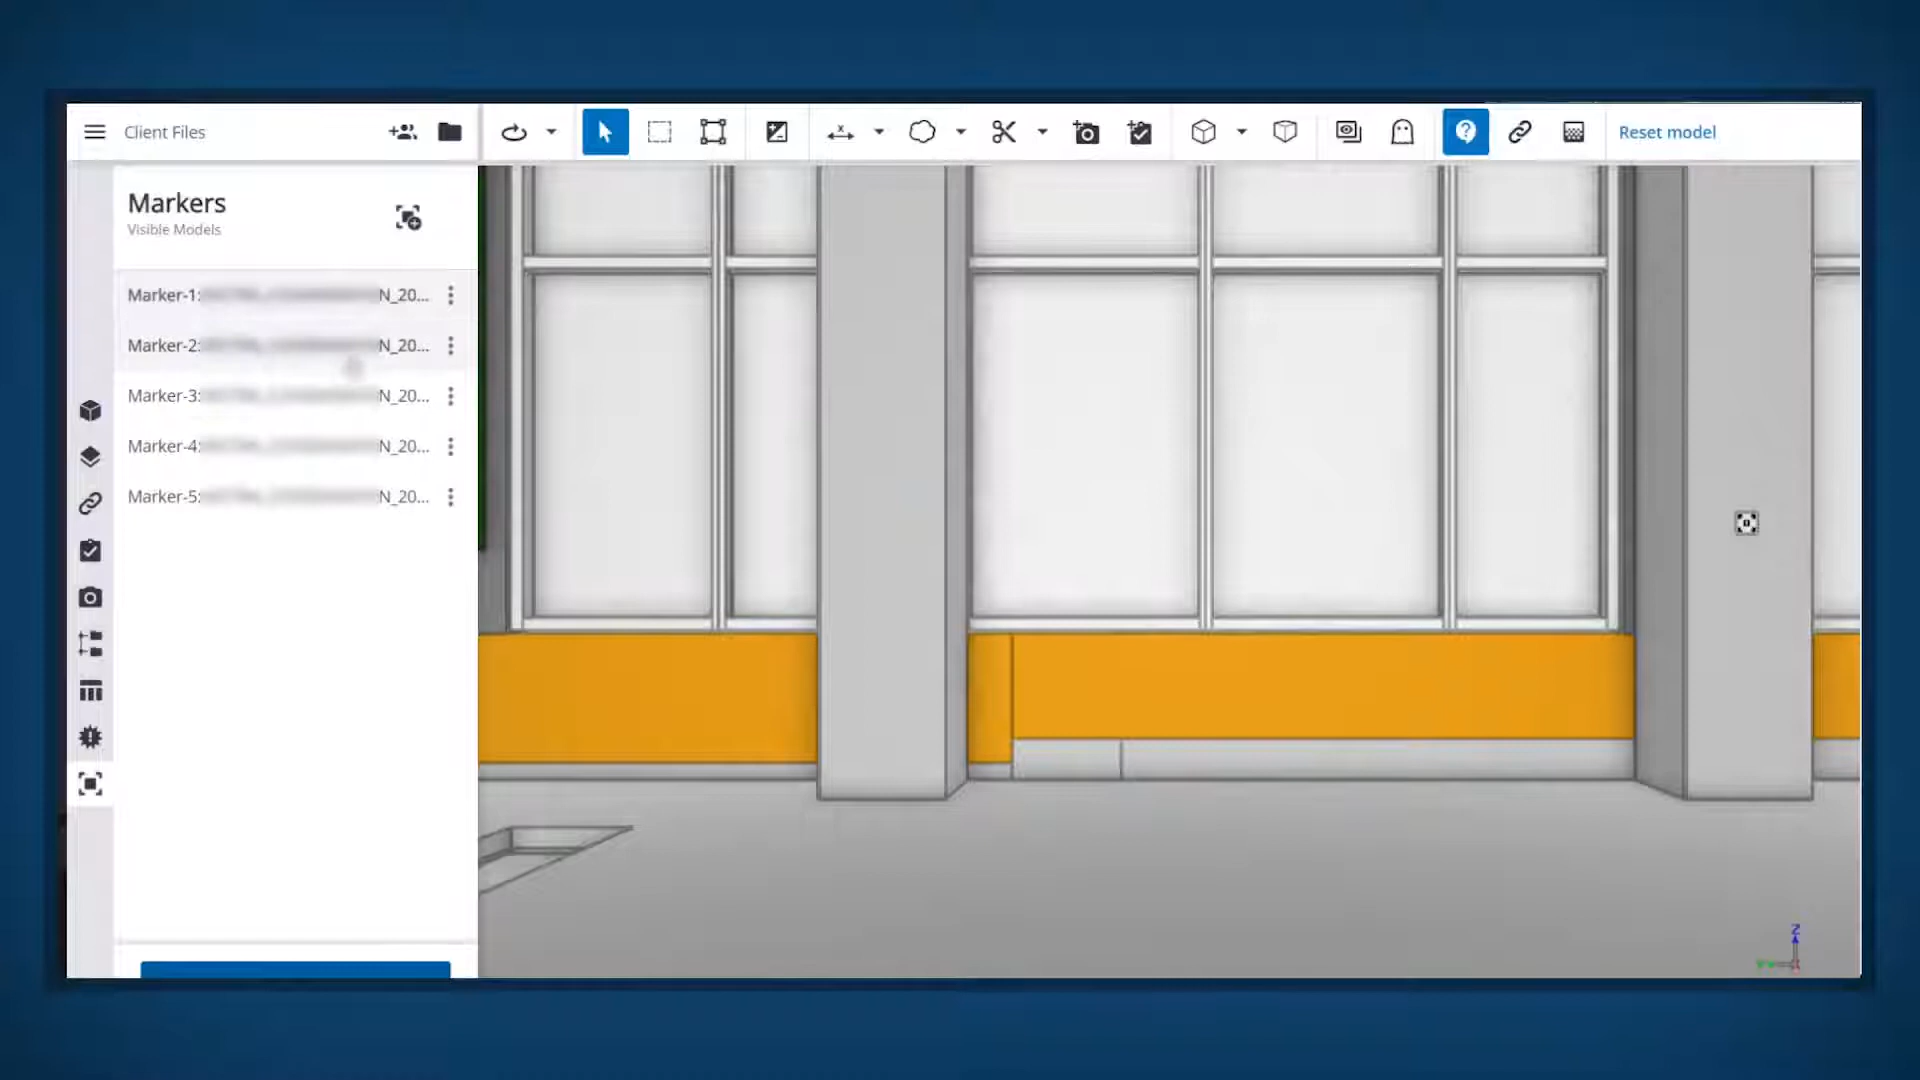 Client Files
Reset model
Markers
Visible Models
Marker-1: N_20...
Marker-2: N_20...
Marker-3: N_20...
Marker-4: N_20...
Marker-5: N_20...
Z